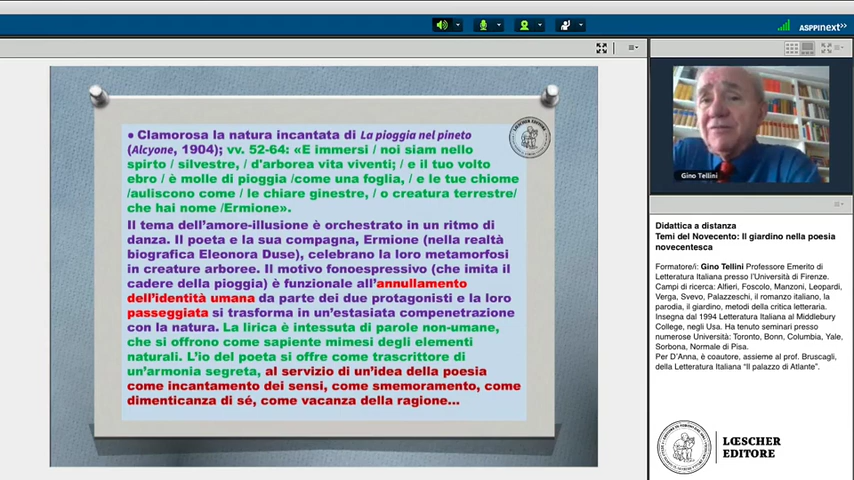 ASPPInext>>
• Clamorosa la natura incantata di La pioggia nel pineto
(Alcyone, 1904); vv. 52-64: «E immersi / noi siam nello
spirto / silvestre, / d'arborea vita viventi; / e il tuo volto
ebro / è molle di pioggia /come una foglia, / e le tue chiome
/auliscono come / le chiare ginestre, / o creatura terrestre/
che hai nome /Ermione».
Il tema dell'amore-illusione è orchestrato in un ritmo di
danza. Il poeta e la sua compagna, Ermione (nella realtà
biografica Eleonora Duse), celebrano la loro metamorfosi
in creature arboree. Il motivo fonoespressivo (che imita il
cadere della pioggia) è funzionale all'annullamento
dell'identità umana da parte dei due protagonisti e la loro
passeggiata si trasforma in un'estasiata compenetrazione
con la natura. La lirica è intessuta di parole non-umane,
che si offrono come sapiente mimesi degli elementi
naturali. L'io del poeta si offre come trascrittore di
un'armonia segreta, al servizio di un'idea della poesia
come incantamento dei sensi, come smemoramento, come
dimenticanza di sé, come vacanza della ragione...
Gino Tellini
Didattica a distanza
Temi del Novecento: Il giardino nella poesia
novecentesca
Formatore/i: Gino Tellini Professore Emerito di
Letteratura Italiana presso l'Università di Firenze.
Campi di ricerca: Alfieri, Foscolo, Manzoni, Leopardi,
Verga, Svevo, Palazzeschi, il romanzo italiano, la
parodia, il giardino, metodi della critica letteraria.
Insegna dal 1994 Letteratura Italiana al Middlebury
College, negli Usa. Ha tenuto seminari presso
numerose Università: Toronto, Bonn, Columbia, Yale,
Sorbona, Normale di Pisa.
Per D'Anna, è coautore, assieme al prof. Bruscagli,
della Letteratura Italiana "Il palazzo di Atlante".
LŒSCHER
EDITORE